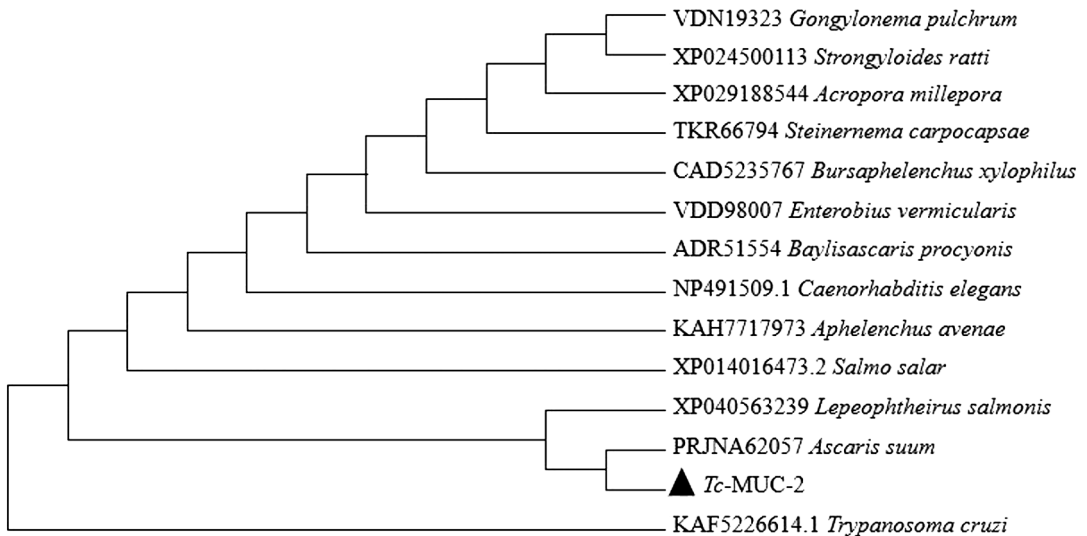 VDN19323 Gongylonema pulchrum
XP024500113 Strongyloides ratti
XP029188544 Acropora millepora
TKR66794 Steinernema carpocapsae
CAD5235767 Bursaphelenchus xylophilus
VDD98007 Enterobius vermicularis
ADR51554 Baylisascaris procyonis
NP491509.1 Caenorhabditis elegans
KAH7717973 Aphelenchus avenae
XP014016473.2 Salmo salar
XP040563239 Lepeophtheirus salmonis
PRJNA62057 Ascaris suum
Tc-MUC-2
KAF5226614.1 Trypanosoma cruzi